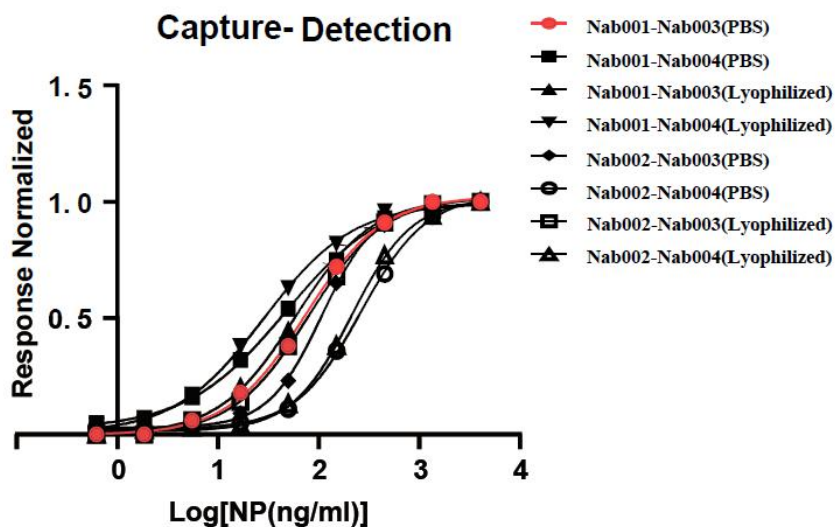 Capture- Detection
Nab001-Nab003(PBS)
Nab001-Nab004(PBS)
Nab001-Nab003(Lyophilized)
Nab001-Nab004(Lyophilized)
Nab002-Nab003(PBS)
Nab002-Nab004(PBS)
Nab002-Nab003(Lyophilized)
Nab002-Nab004(Lyophilized)
Response Normalized
1.5
1.0
0.5
0 1 2 3 4
Log[NP(ng/ml)]